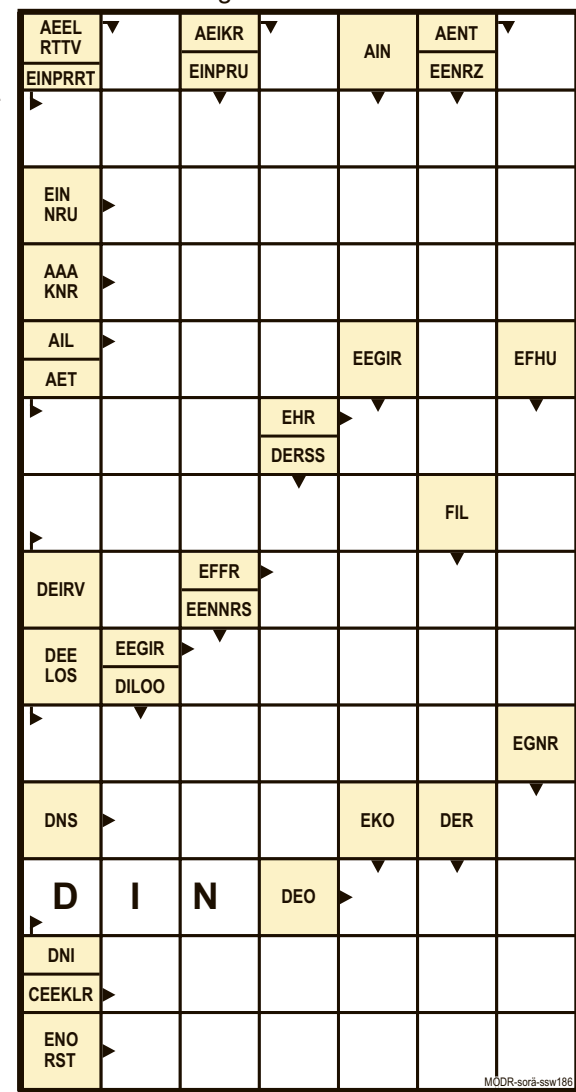 AEEL
RTTV
EINPRRT
AEIKR
EINPRU
AIN
AENT
EENRZ
EIN
NRU
AAA
KNR
AIL
AET
EEGIR
EFHU
EHR
DERSS
FIL
DEIRV
EFFR
EENNRS
DEE
LOS
EEGIR
DILOO
EGNR
DNS
EKO
DER
D I N
DEO
DNI
CEEKLR
ENO
RST
MODR-sorä-ssw186